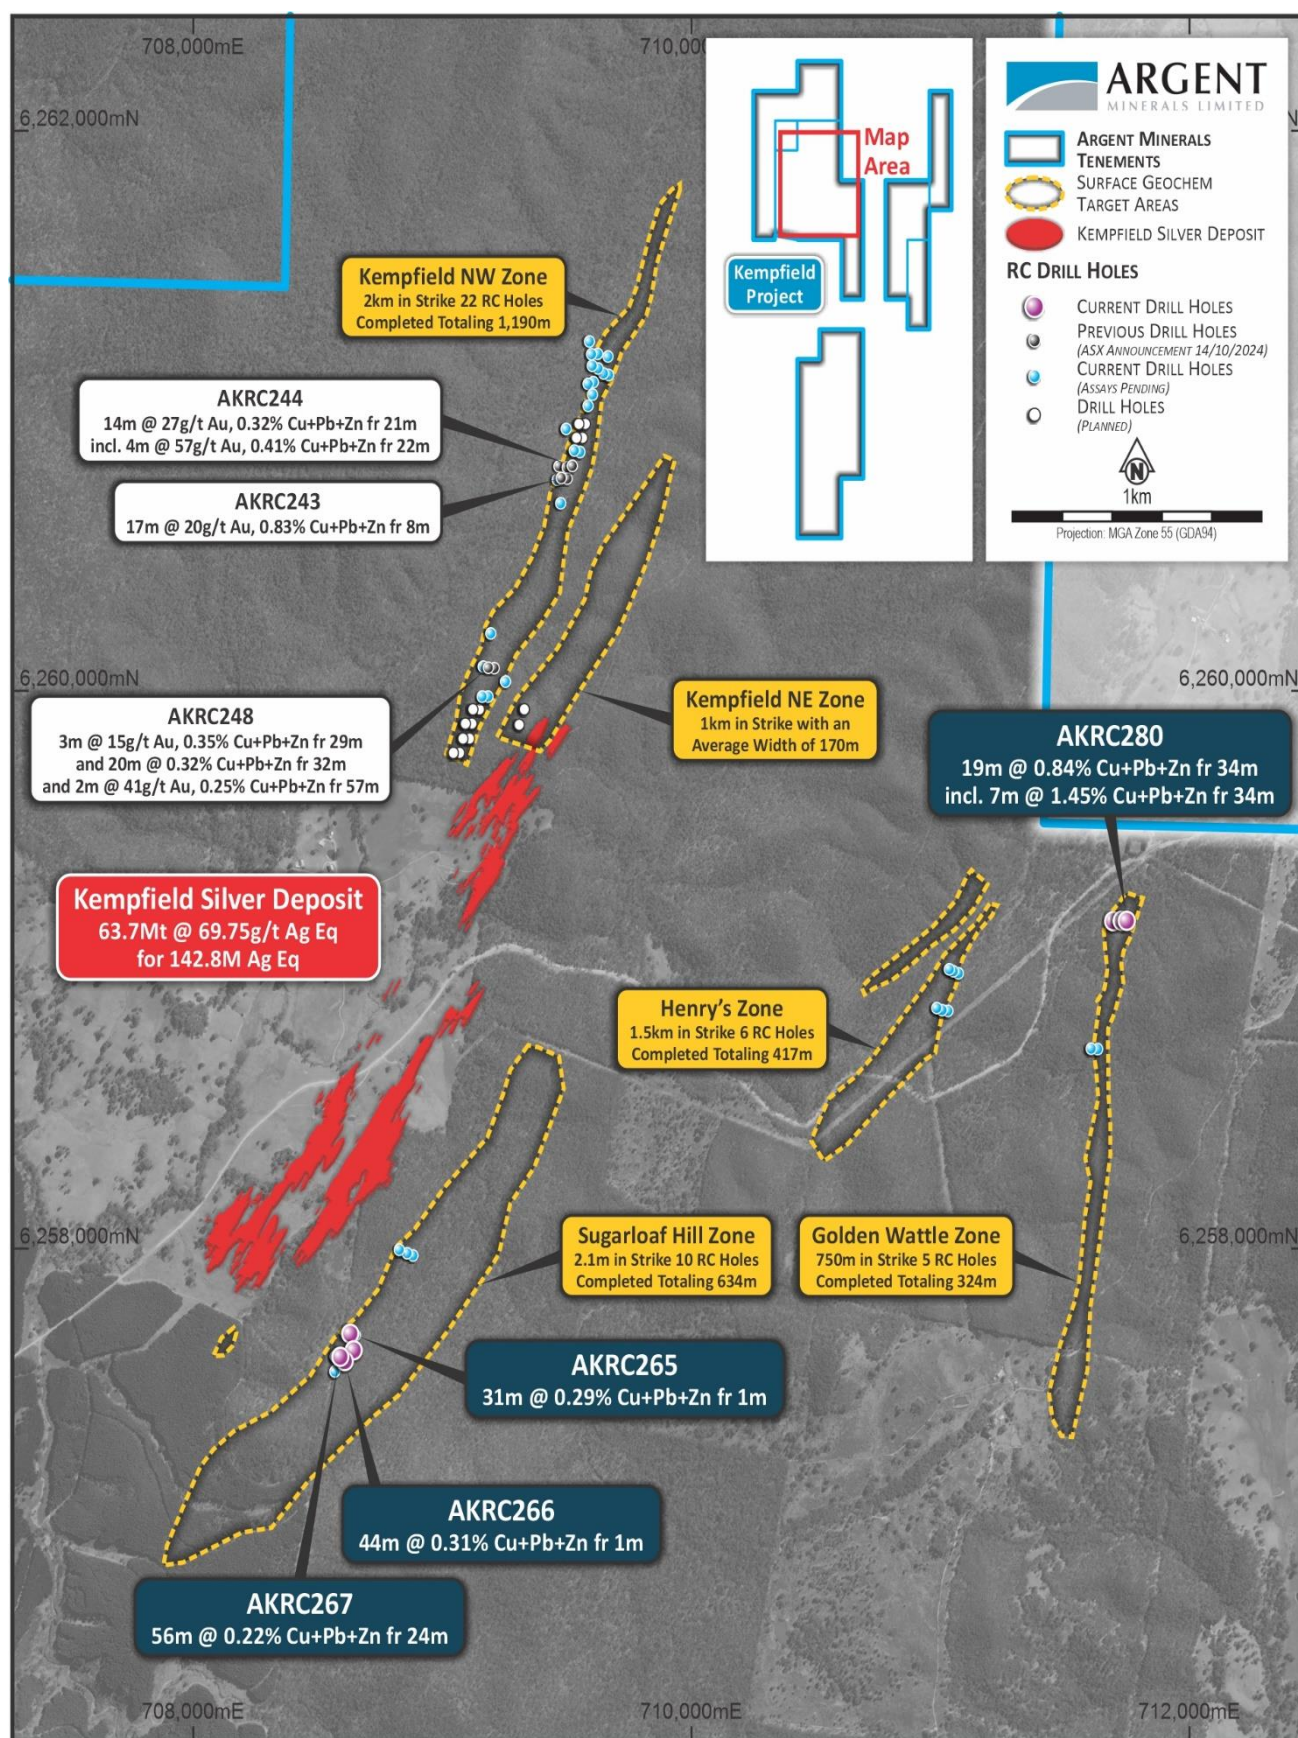 708,000mE
710,000
6,262,000mN
N
ARGENT
MINERALS LIMITED
ARGENT MINERALS
TENEMENTS
SURFACE GEOCHEM
TARGET AREAS
KEMPFIELD SILVER DEPOSIT
RC DRILL HOLES
CURRENT DRILL HOLES
PREVIOUS DRILL HOLES
(ASX ANNOUNCEMENT 14/10/2024)
CURRENT DRILL HOLES
(ASSAYS PENDING)
DRILL HOLES
(PLANNED)
N
1km
Projection: MGA Zone 55 (GDA94)
Map
Area
Kempfield
Project
Kempfield NW Zone
2km in Strike 22 RC Holes
Completed Totaling 1,190m
AKRC244
14m @ 27g/t Au, 0.32% Cu+Pb+Zn fr 21m
incl. 4m @ 57g/t Au, 0.41% Cu+Pb+Zn fr 22m
AKRC243
17m @ 20g/t Au, 0.83% Cu+Pb+Zn fr 8m
6,260,000mN
6,260,000mN
AKRC248
3m @ 15g/t Au, 0.35% Cu+Pb+Zn fr 29m
and 20m @ 0.32% Cu+Pb+Zn fr 32m
and 2m @ 41g/t Au, 0.25% Cu+Pb+Zn fr 57m
Kempfield NE Zone
1km in Strike with an
Average Width of 170m
AKRC280
19m @ 0.84% Cu+Pb+Zn fr 34m
incl. 7m @ 1.45% Cu+Pb+Zn fr 34m
Kempfield Silver Deposit
63.7Mt @ 69.75g/t Ag Eq
for 142.8M Ag Eq
Henry's Zone
1.5km in Strike 6 RC Holes
Completed Totaling 417m
6,258,000mN
6,258,000mN
Sugarloaf Hill Zone
2.1m in Strike 10 RC Holes
Completed Totaling 634m
Golden Wattle Zone
750m in Strike 5 RC Holes
Completed Totaling 324m
AKRC265
31m @ 0.29% Cu+Pb+Zn fr 1m
AKRC266
44m @ 0.31% Cu+Pb+Zn fr 1m
AKRC267
56m @ 0.22% Cu+Pb+Zn fr 24m
708,000mE
710,000mE
712,000mE